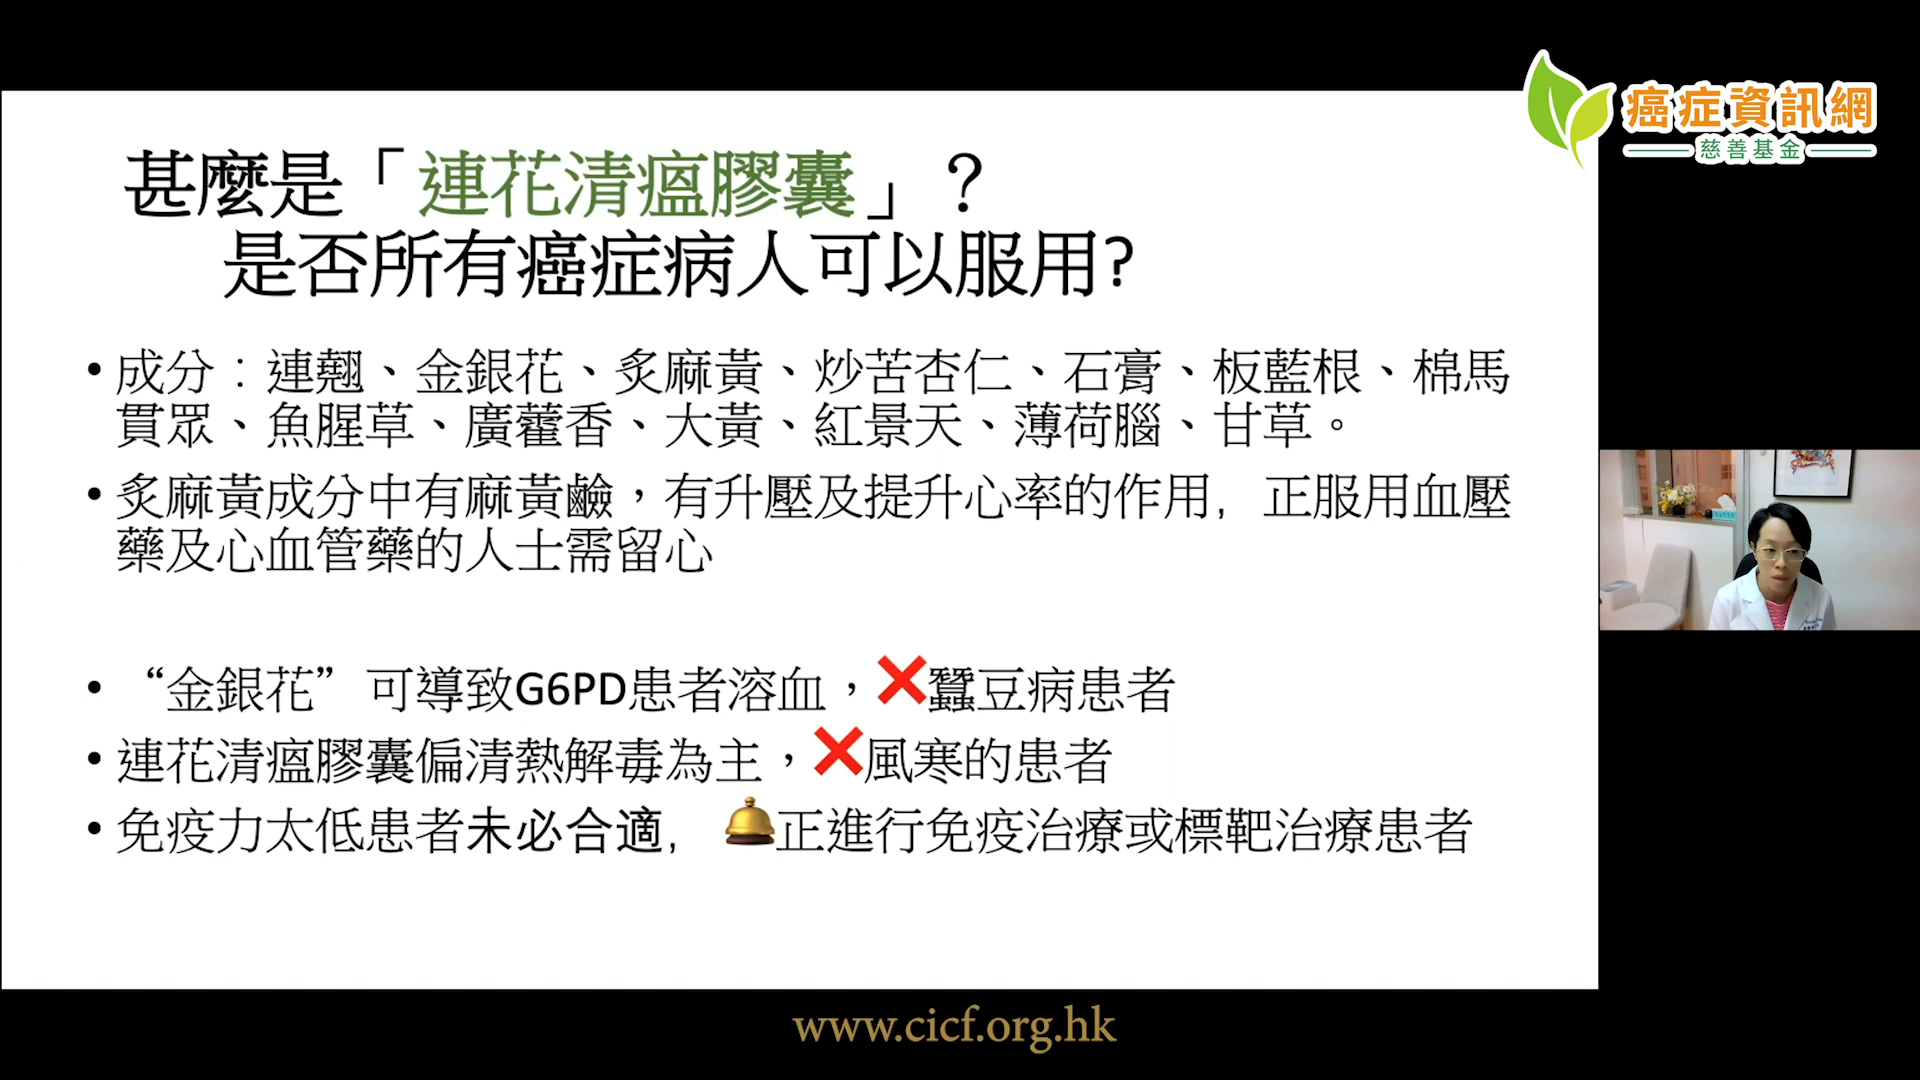 癌症資訊網
慈善基金
甚麼是「連花清瘟膠囊」？
是否所有癌症病人可以服用?
• 成分：連翹、金銀花、炙麻黃、炒苦杏仁、石膏、板藍根、棉馬
貫眾、魚腥草、廣藿香、大黃、紅景天、薄荷腦、甘草。
• 炙麻黃成分中有麻黃鹼，有升壓及提升心率的作用, 正服用血壓
藥及心血管藥的人士需留心
• “金銀花”可導致G6PD患者溶血，❌蠶豆病患者
• 連花清瘟膠囊偏清熱解毒為主，❌風寒的患者
• 免疫力太低患者未必合適, 🛎正進行免疫治療或標靶治療患者
www.cicf.org.hk